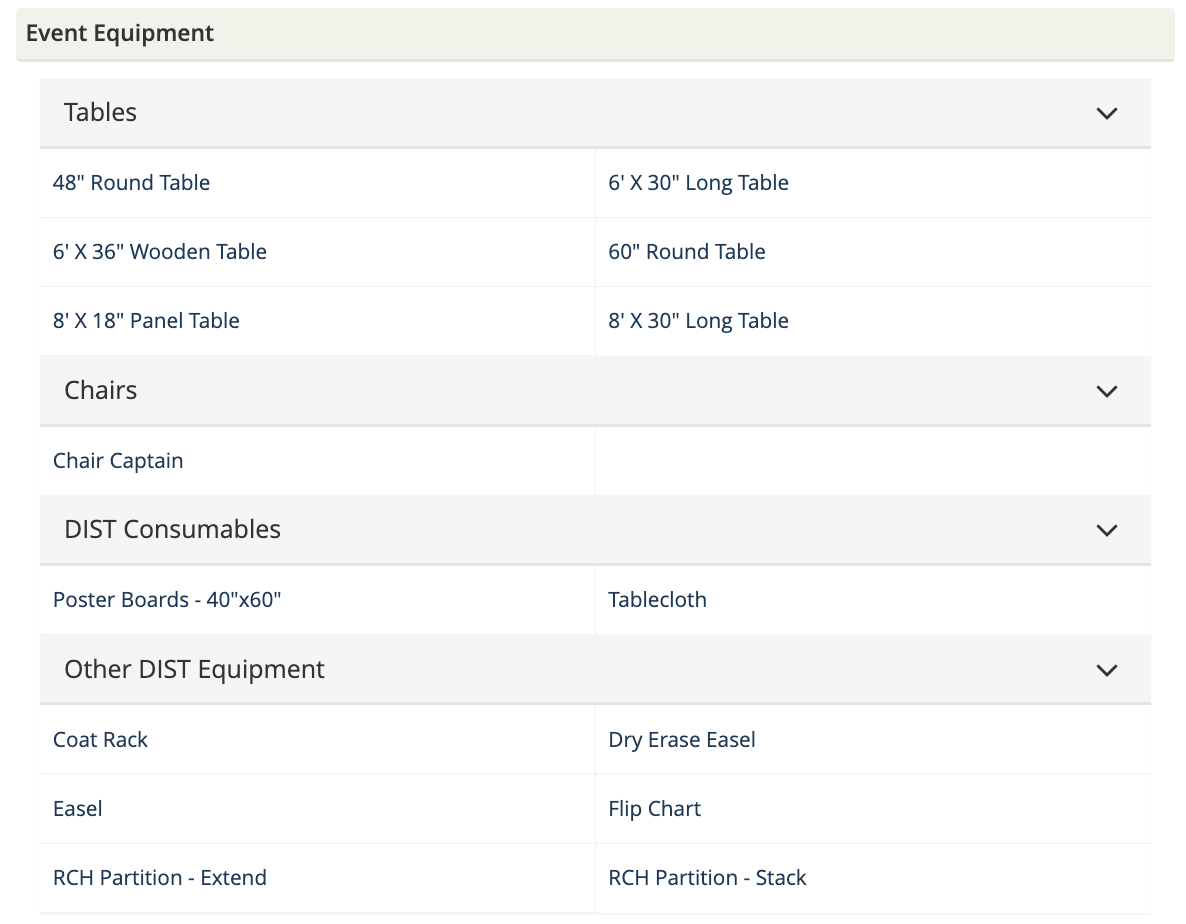 Event Equipment
Tables
48" Round Table
6' X 30" Long Table
6' X 36" Wooden Table
60" Round Table
8' X 18" Panel Table
8' X 30" Long Table
Chairs
Chair Captain
DIST Consumables
Poster Boards - 40"x60"
Tablecloth
Other DIST Equipment
Coat Rack
Dry Erase Easel
Easel
Flip Chart
RCH Partition - Extend
RCH Partition - Stack